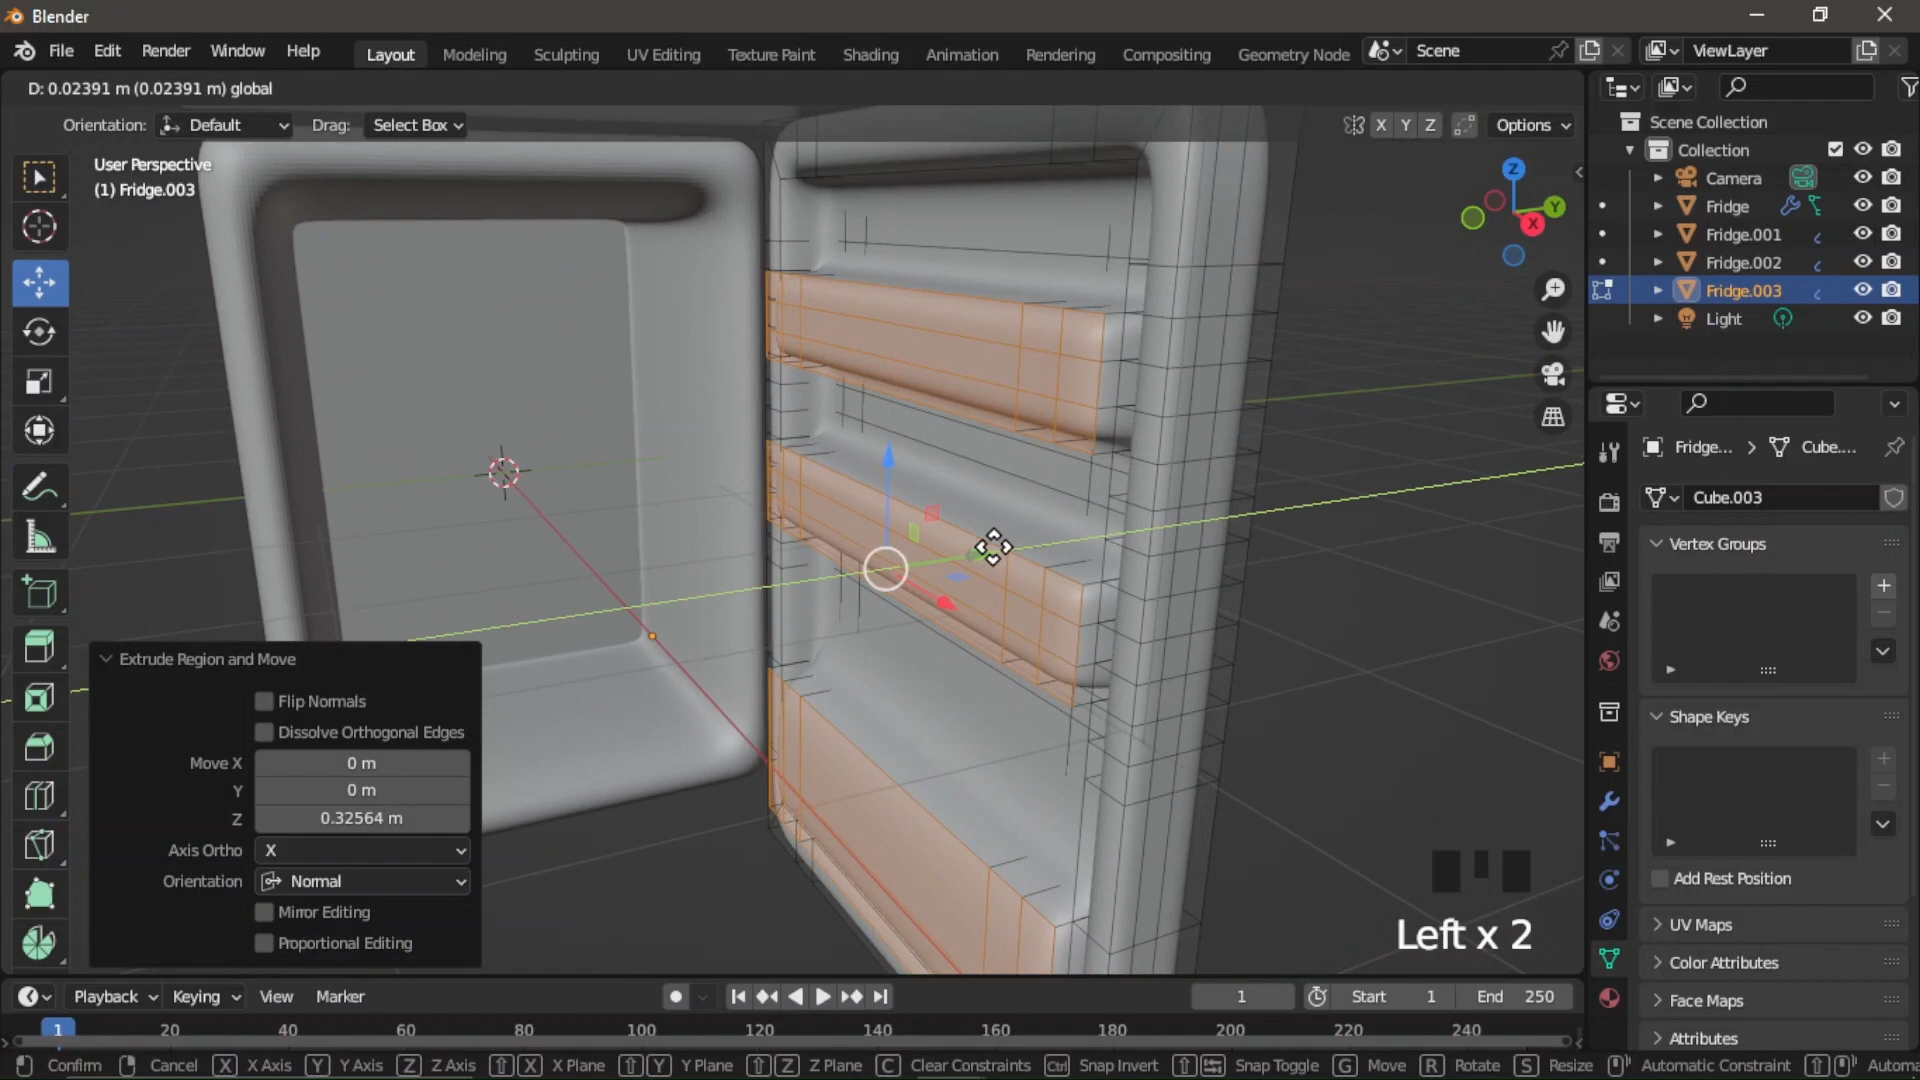 Blender
File Edit Render Window Help Layout Modeling Sculpting UV Editing Texture Paint Shading Animation Rendering Compositing Geometry Node Scene ViewLayer
D: 0.02391 m (0.02391 m) global
Orientation: Default Drag: Select Box X Y Z Options
User Perspective
(1) Fridge.003
Z
Y
X
Scene Collection
Collection
Camera
Fridge
Fridge.001
Fridge.002
Fridge.003
Light
Fridge... > Cube....
Cube.003
Vertex Groups
Shape Keys
Add Rest Position
UV Maps
Color Attributes
Face Maps
Attributes
Extrude Region and Move
Flip Normals
Dissolve Orthogonal Edges
Move X 0 m
Y 0 m
Z 0.32564 m
Axis Ortho X
Orientation Normal
Mirror Editing
Proportional Editing
Left x 2
Playback Keying View Marker 1 Start 1 End 250
1 20 40 60 80 100 120 140 160 180 200 220 240
Confirm Cancel X X Axis Y Y Axis Z Z Axis X X Plane Y Y Plane Z Z Plane C Clear Constraints Ctrl Snap Invert Snap Toggle G Move R Rotate S Resize Automatic Constraint Automa